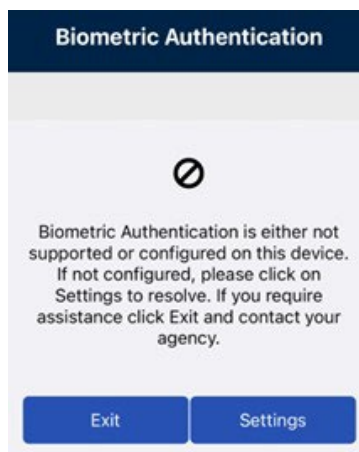 Biometric Authentication
Biometric Authentication is either not
supported or configured on this device.
If not configured, please click on
Settings to resolve. If you require
assistance click Exit and contact your
agency.
Exit
Settings